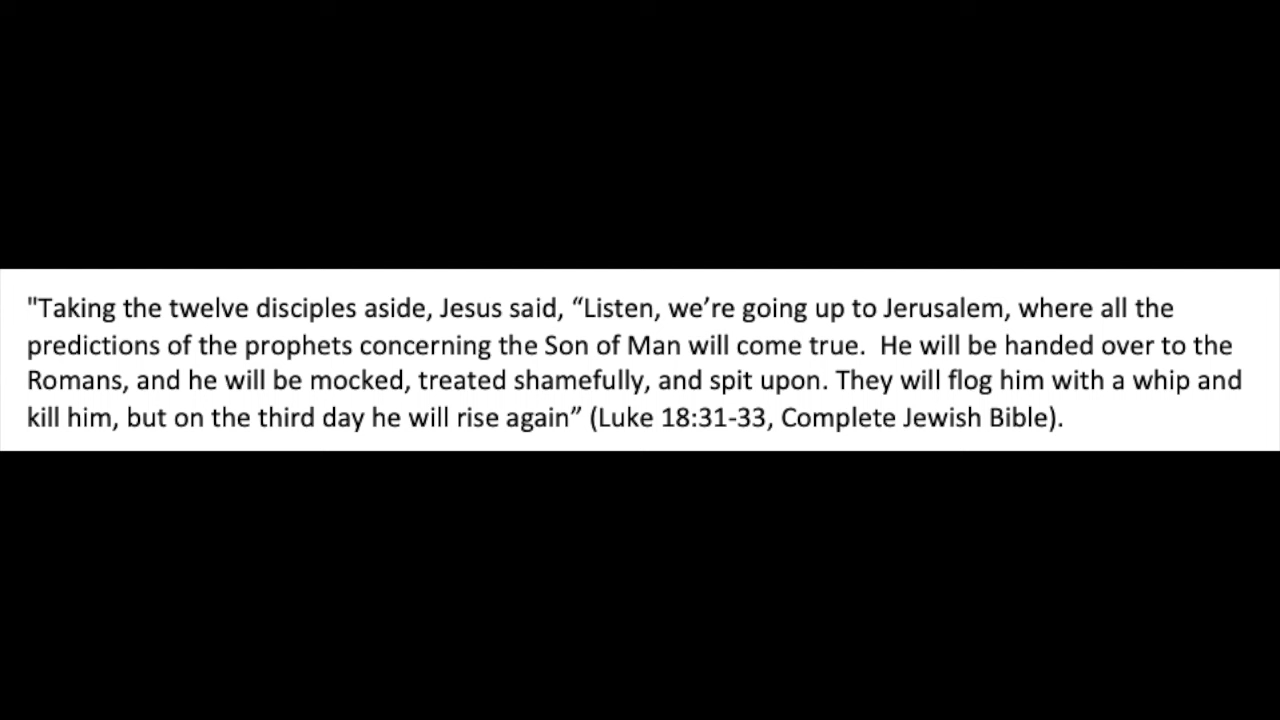 "Taking the twelve disciples aside, Jesus said, “Listen, we’re going up to Jerusalem, where all the
predictions of the prophets concerning the Son of Man will come true.  He will be handed over to the
Romans, and he will be mocked, treated shamefully, and spit upon. They will flog him with a whip and
kill him, but on the third day he will rise again” (Luke 18:31-33, Complete Jewish Bible).